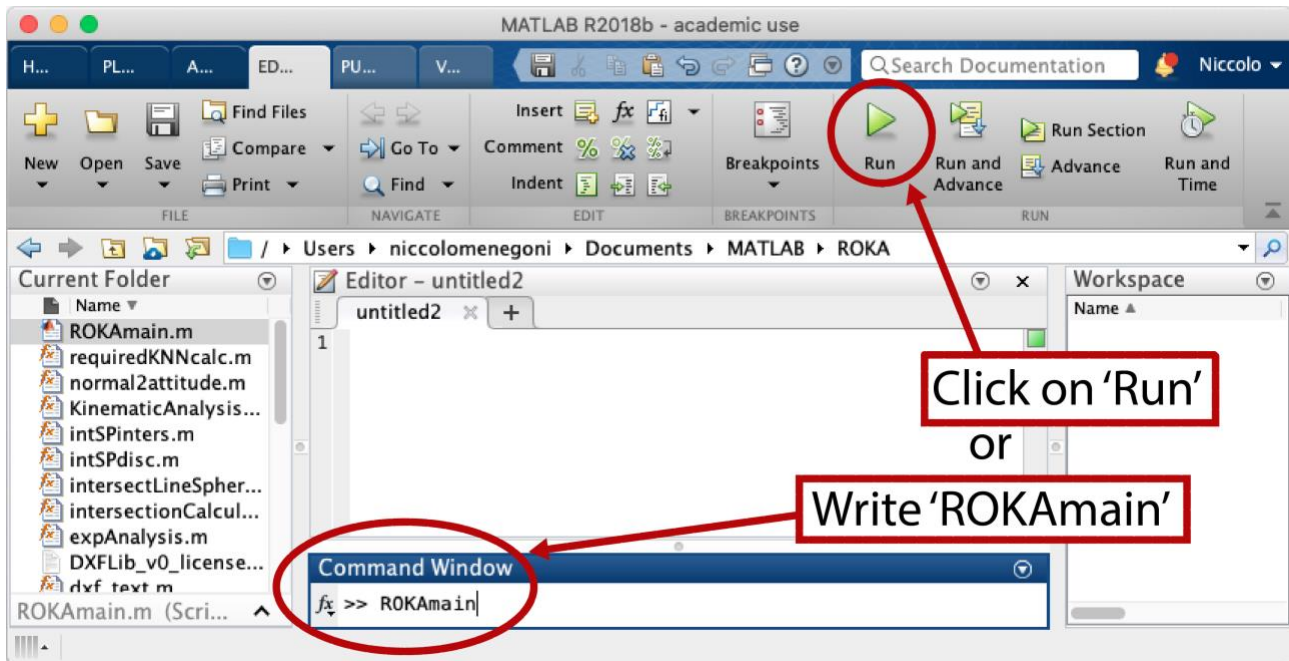 MATLAB R2018b - academic use
H... PL... A... ED... PU... V... Search Documentation Niccolo
Find Files Insert fx
Compare Go To Comment Run Section
New Open Save Print Find Indent Breakpoints Run Run and Advance Advance Run and Time
FILE NAVIGATE EDIT BREAKPOINTS RUN
/ ▸ Users ▸ niccolomenegoni ▸ Documents ▸ MATLAB ▸ ROKA
Current Folder Editor – untitled2 Workspace
Name untitled2 + Name
ROKAmain.m 1
requiredKNNcalc.m
normal2attitude.m
KinematicAnalysis...
intSPinters.m
intSPdisc.m
intersectLineSpher...
intersectionCalcul...
expAnalysis.m
DXFLib_v0_license...
dxf_text.m
ROKAmain.m (Scri...
Click on ‘Run’
or
Write ‘ROKAmain’
Command Window
fx >> ROKAmain